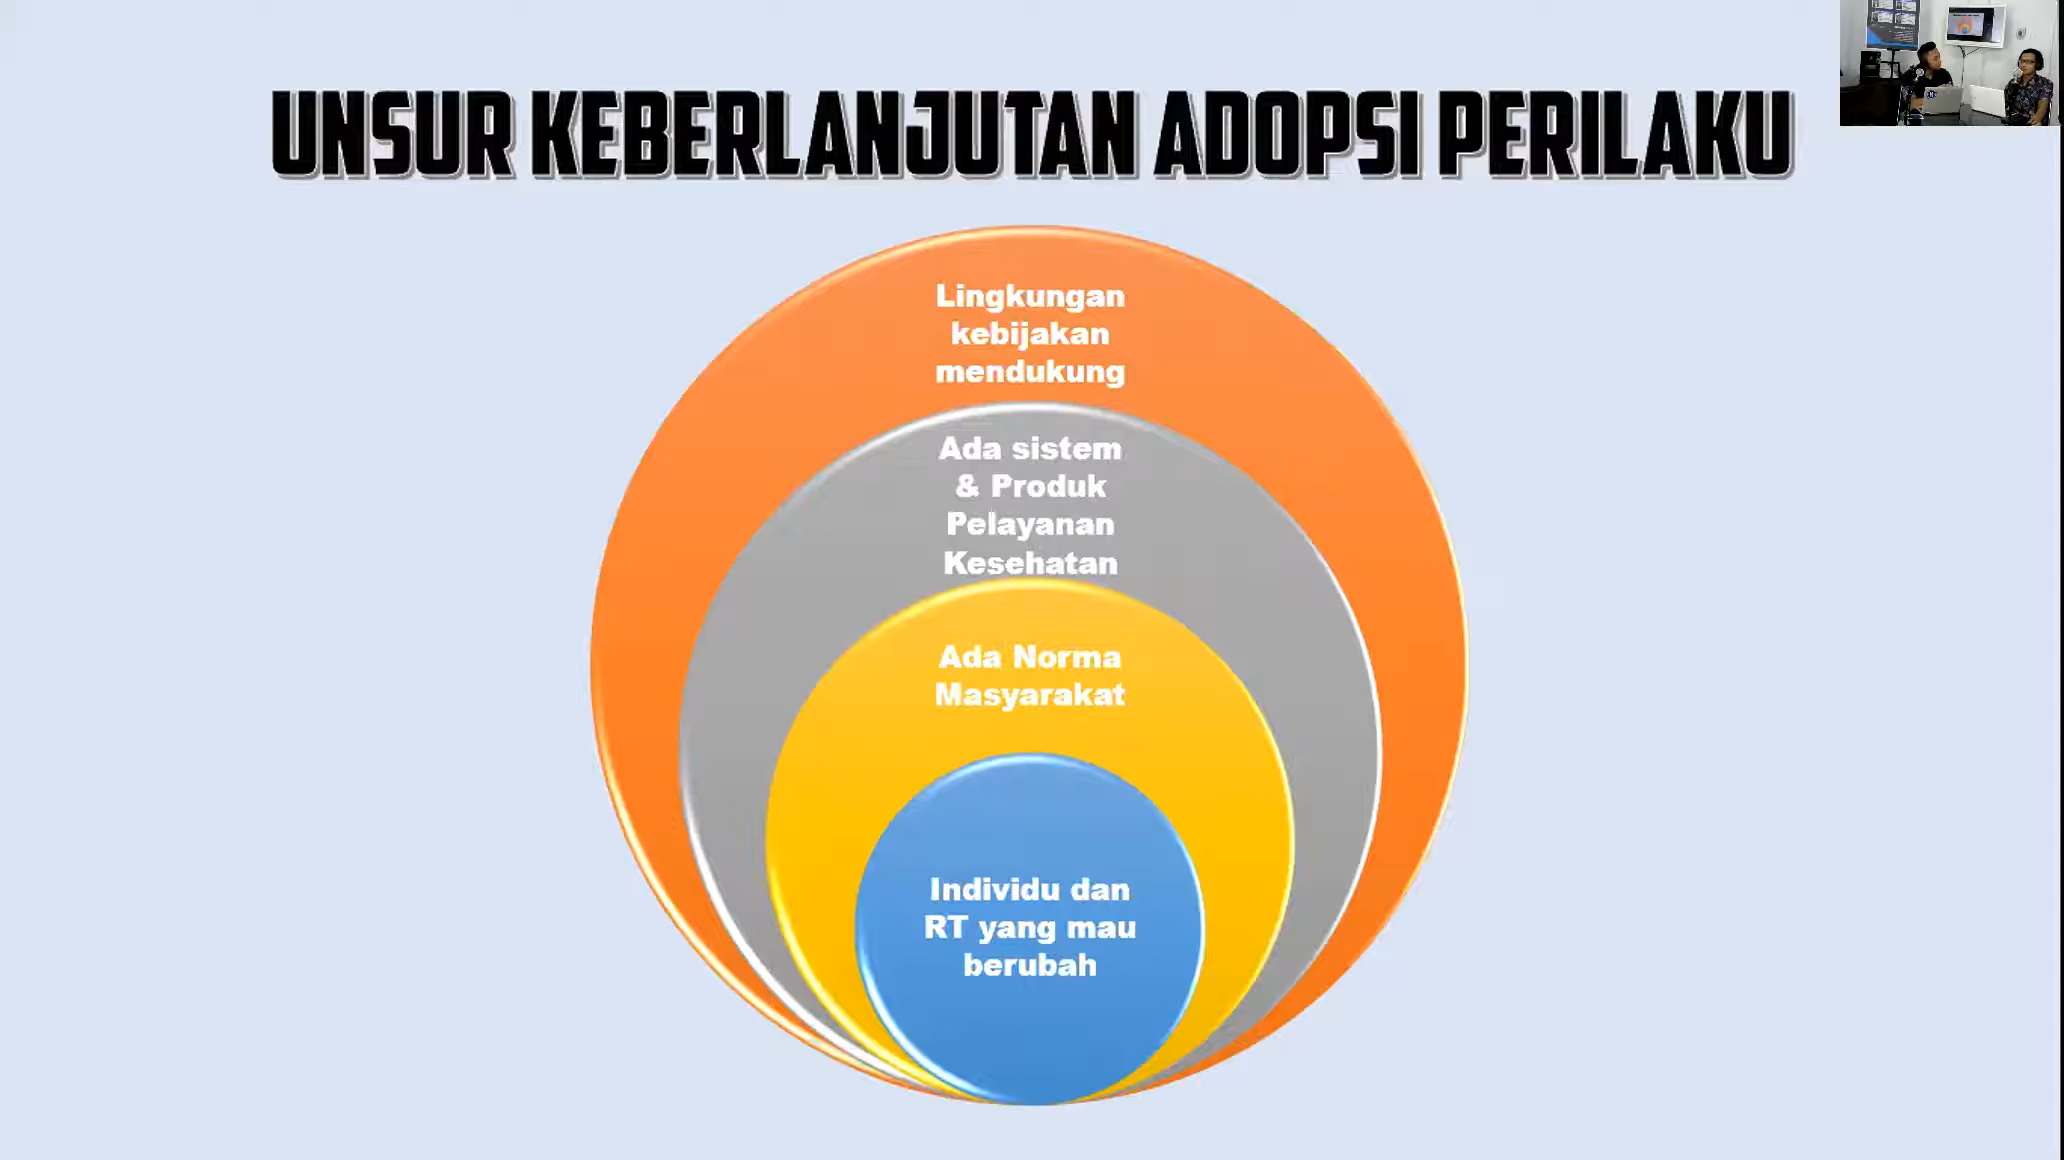 UNSUR KEBERLANJUTAN ADOPSI PERILAKU
Lingkungan
kebijakan
mendukung
Ada sistem
& Produk
Pelayanan
Kesehatan
Ada Norma
Masyarakat
Individu dan
RT yang mau
berubah